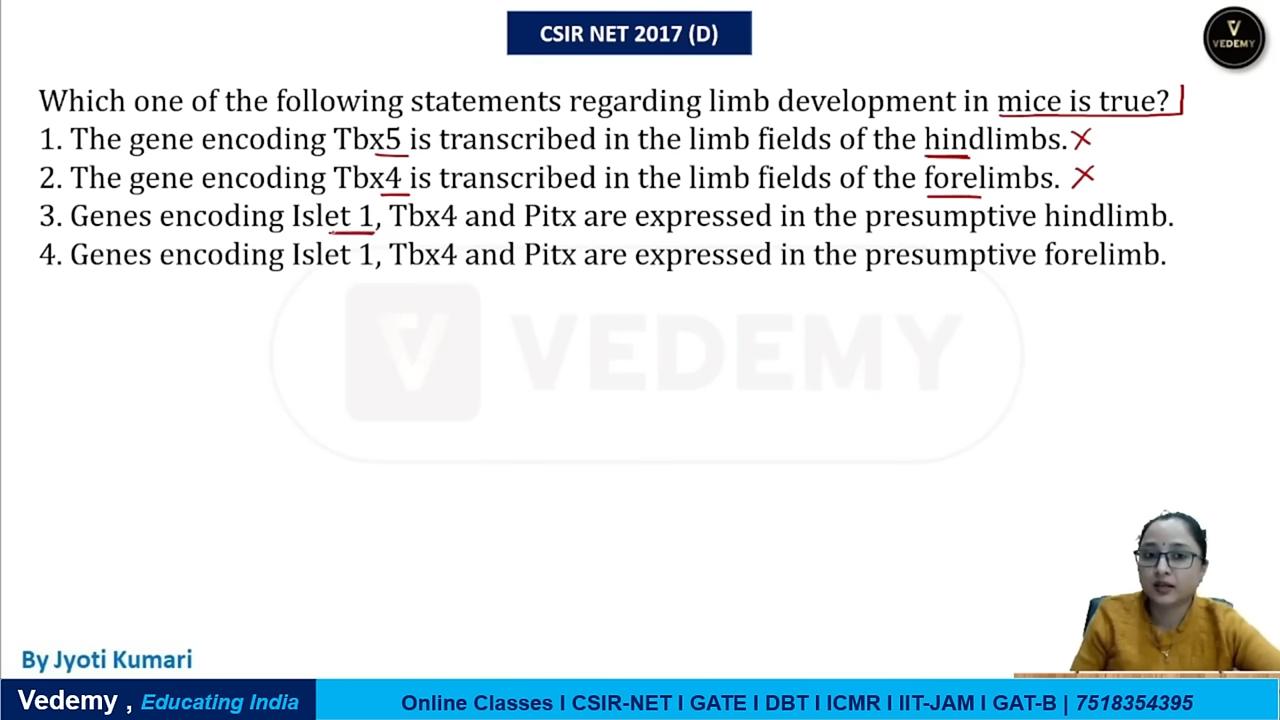 CSIR NET 2017 (D)
VEDEMY
Which one of the following statements regarding limb development in mice is true?
1. The gene encoding Tbx5 is transcribed in the limb fields of the hindlimbs.
2. The gene encoding Tbx4 is transcribed in the limb fields of the forelimbs.
3. Genes encoding Islet 1, Tbx4 and Pitx are expressed in the presumptive hindlimb.
4. Genes encoding Islet 1, Tbx4 and Pitx are expressed in the presumptive forelimb.
VEDEMY
By Jyoti Kumari
Vedemy , Educating India
Online Classes I CSIR-NET I GATE I DBT I ICMR I IIT-JAM I GAT-B | 7518354395